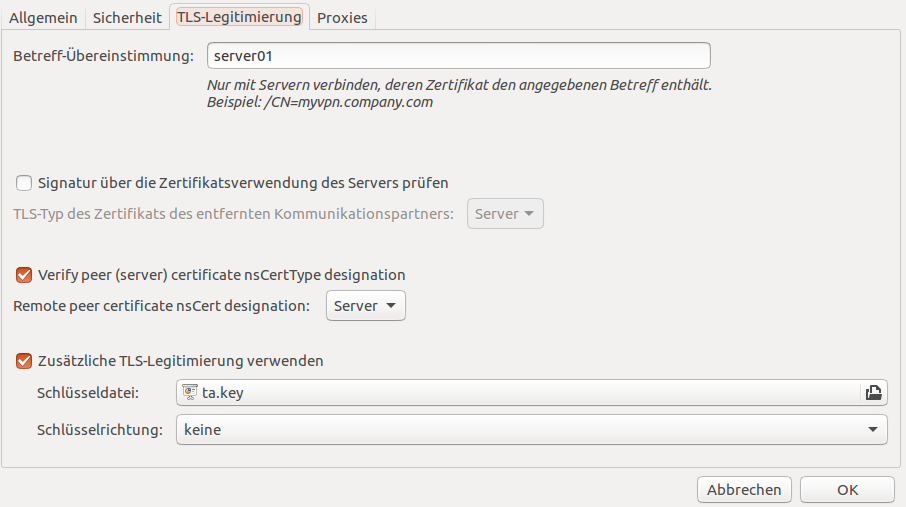 Allgemein Sicherheit TLS-Legitimierung Proxies
Betreff-Übereinstimmung: server01
Nur mit Servern verbinden, deren Zertifikat den angegebenen Betreff enthält.
Beispiel: /CN=myvpn.company.com
Signatur über die Zertifikatsverwendung des Servers prüfen
TLS-Typ des Zertifikats des entfernten Kommunikationspartners: Server
Verify peer (server) certificate nsCertType designation
Remote peer certificate nsCert designation: Server
Zusätzliche TLS-Legitimierung verwenden
Schlüsseldatei: ta.key
Schlüsselrichtung: keine
Abbrechen OK